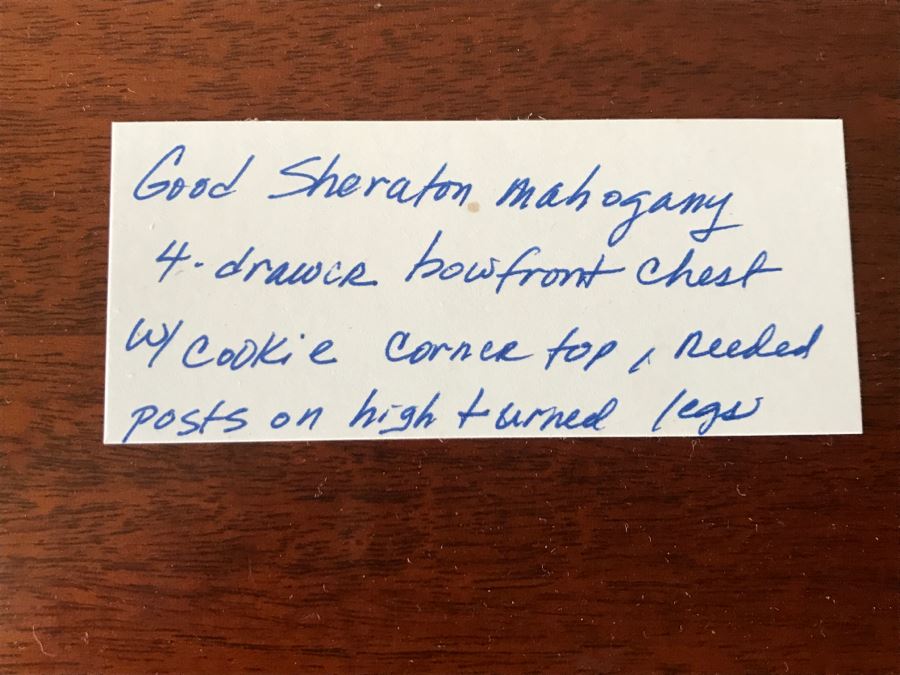 Good Sheraton mahogany
4-drawer bowfront chest
w/ cookie corner top, Reeded
posts on high turned legs